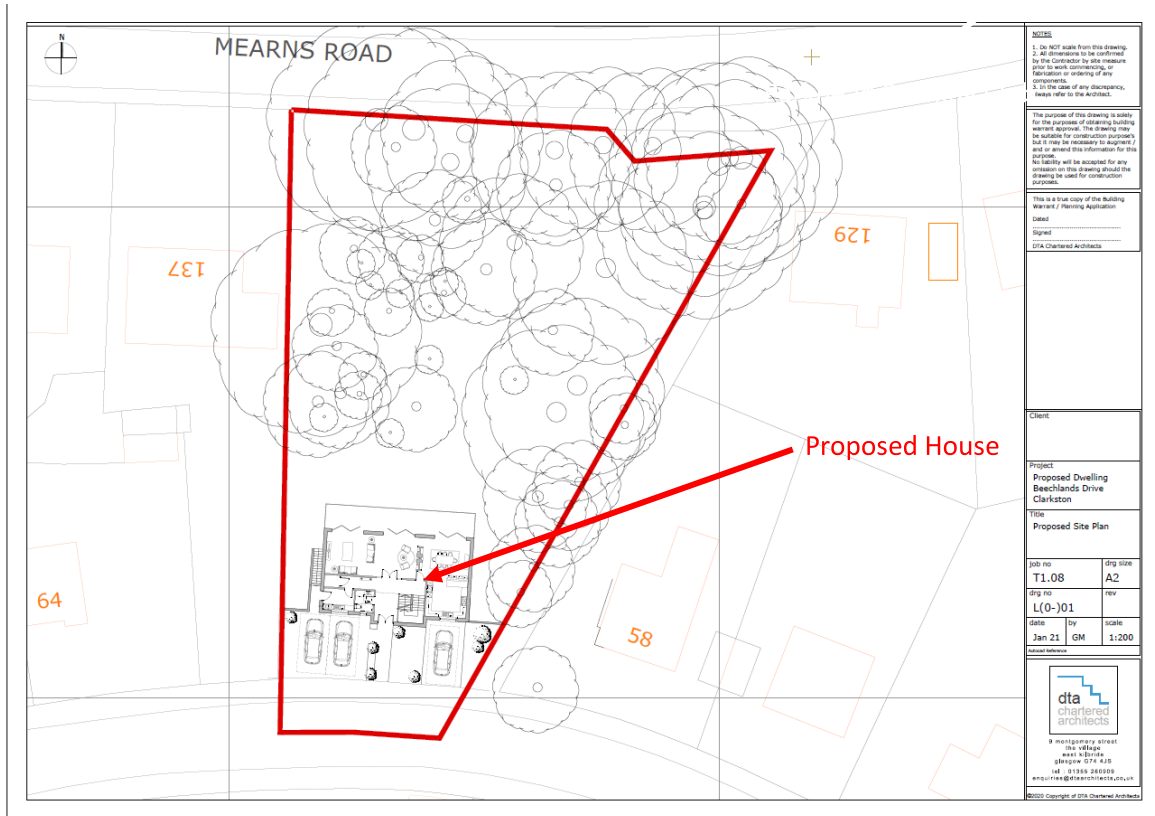 N
MEARNS ROAD
137
129
Proposed House
64
58
NOTES
1. Do NOT scale from this drawing.
2. All dimensions to be confirmed
by the Contractor by site measure
prior to work commencing, or
fabrication or ordering of any
components.
3. In the case of any discrepancy,
always refer to the Architect.
The purpose of this drawing is solely
for the purposes of obtaining building
warrant approval. The drawing may
be suitable for construction purpose's
but it may be necessary to augment /
and or amend this information for this
purpose.
No liability will be accepted for any
omission on this drawing should the
drawing be used for construction
purposes.
This is a true copy of the Building
Warrant / Planning Application
Dated
Signed
DTA Chartered Architects
Client
Project
Proposed Dwelling
Beechlands Drive
Clarkston
Title
Proposed Site Plan
job no
drg size
T1.08
A2
drg no
rev
L(0-)01
date
by
scale
Jan 21
GM
1:200
Autocad Reference
dta
chartered
architects
9 montgomery street
the village
east kilbride
glasgow G74 4JS
tel : 01355 260909
enquiries@dtaarchitects.co.uk
©2020 Copyright of DTA Chartered Architects